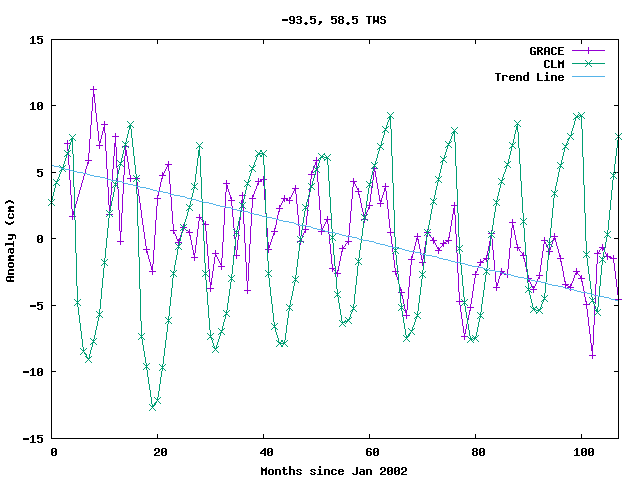 -93.5, 58.5 TWS
GRACE
CLM
Trend Line
15
10
5
0
-5
-10
-15
Anomaly (cm)
0 20 40 60 80 100
Months since Jan 2002